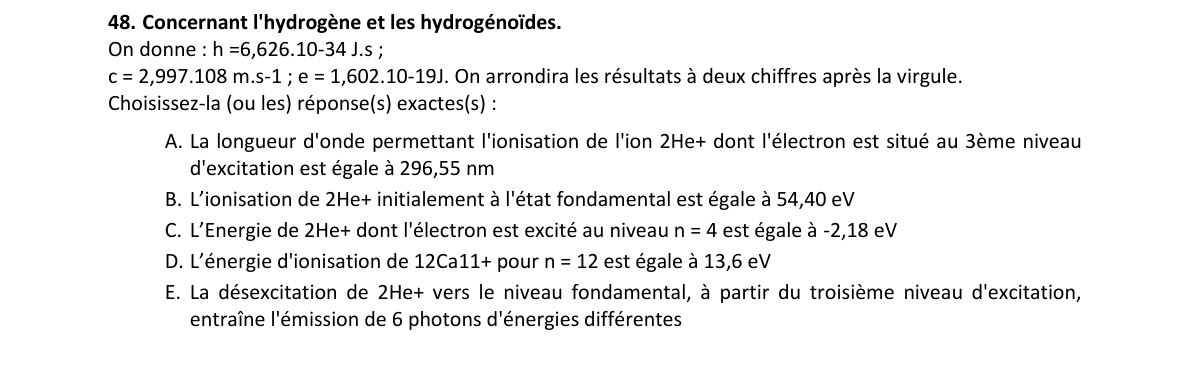 48. Concernant l'hydrogène et les hydrogénoïdes.
On donne : h =6,626.10-34 J.s ;
c = 2,997.108 m.s-1 ; e = 1,602.10-19J. On arrondira les résultats à deux chiffres après la virgule.
Choisissez-la (ou les) réponse(s) exactes(s) :
A. La longueur d'onde permettant l'ionisation de l'ion 2He+ dont l'électron est situé au 3ème niveau
d'excitation est égale à 296,55 nm
B. L’ionisation de 2He+ initialement à l'état fondamental est égale à 54,40 eV
C. L’Energie de 2He+ dont l'électron est excité au niveau n = 4 est égale à -2,18 eV
D. L’énergie d'ionisation de 12Ca11+ pour n = 12 est égale à 13,6 eV
E. La désexcitation de 2He+ vers le niveau fondamental, à partir du troisième niveau d'excitation,
entraîne l'émission de 6 photons d'énergies différentes